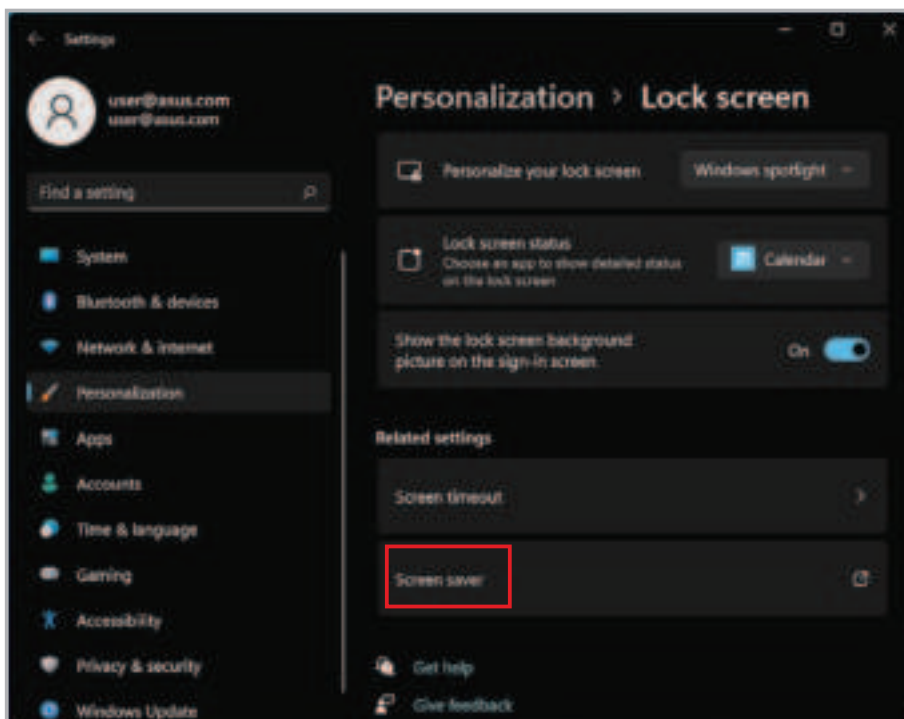 Settings
user@asus.com
user@asus.com
Find a setting
System
Bluetooth & devices
Network & internet
Personalization
Apps
Accounts
Time & language
Gaming
Accessibility
Privacy & security
Windows Update
Personalization > Lock screen
Personalize your lock screen
Windows spotlight
Lock screen status
Choose an app to show detailed status
on the lock screen
Calendar
Show the lock screen background
picture on the sign-in screen
On
Related settings
Screen timeout
Screen saver
Get help
Give feedback